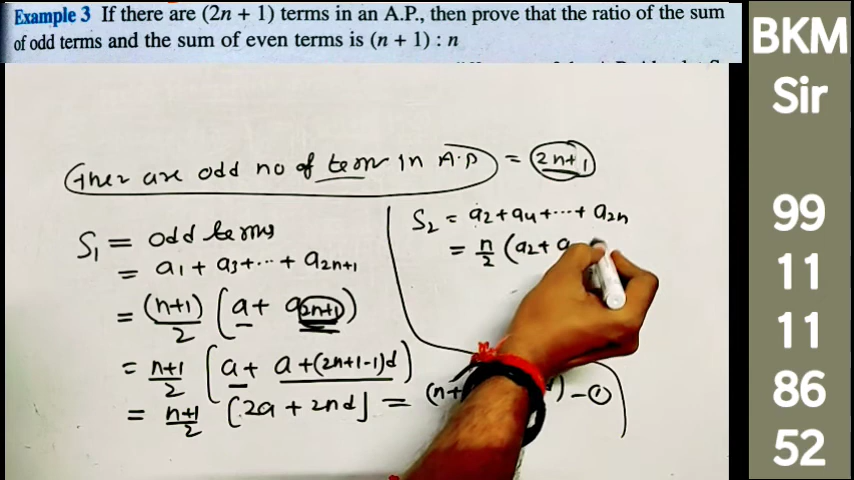 Example 3 If there are (2n + 1) terms in an A.P., then prove that the ratio of the sum
of odd terms and the sum of even terms is (n + 1) : n
BKM
Sir
99
11
11
86
52
Ther are odd no of term in A.P = 2n+1
S₁ = odd terms
= a₁ + a₃ + ... + a₂ₙ₊₁
= (n+1)/2 (a + a₂ₙ₊₁)
= n+1/2 (a + a + (2n+1-1)d)
= n+1/2 [2a + 2nd] = (n+ ) - ①
S₂ = a₂ + a₄ + ... + a₂ₙ
= n/2 (a₂ + a